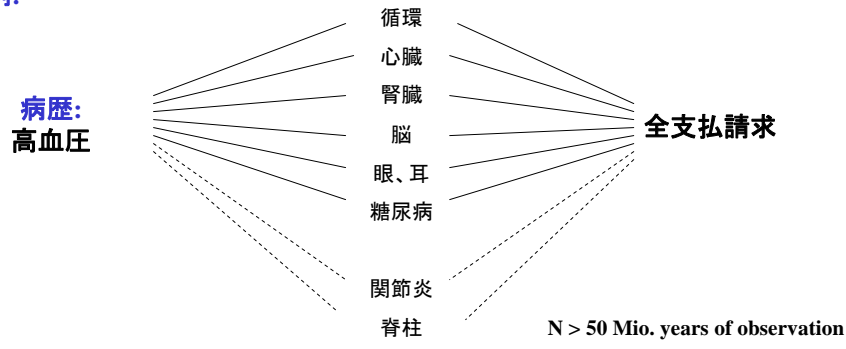 循環
心臓
腎臓
脳
眼、耳
糖尿病
関節炎
脊柱
病歴:
高血圧
全支払請求
N > 50 Mio. years of observation